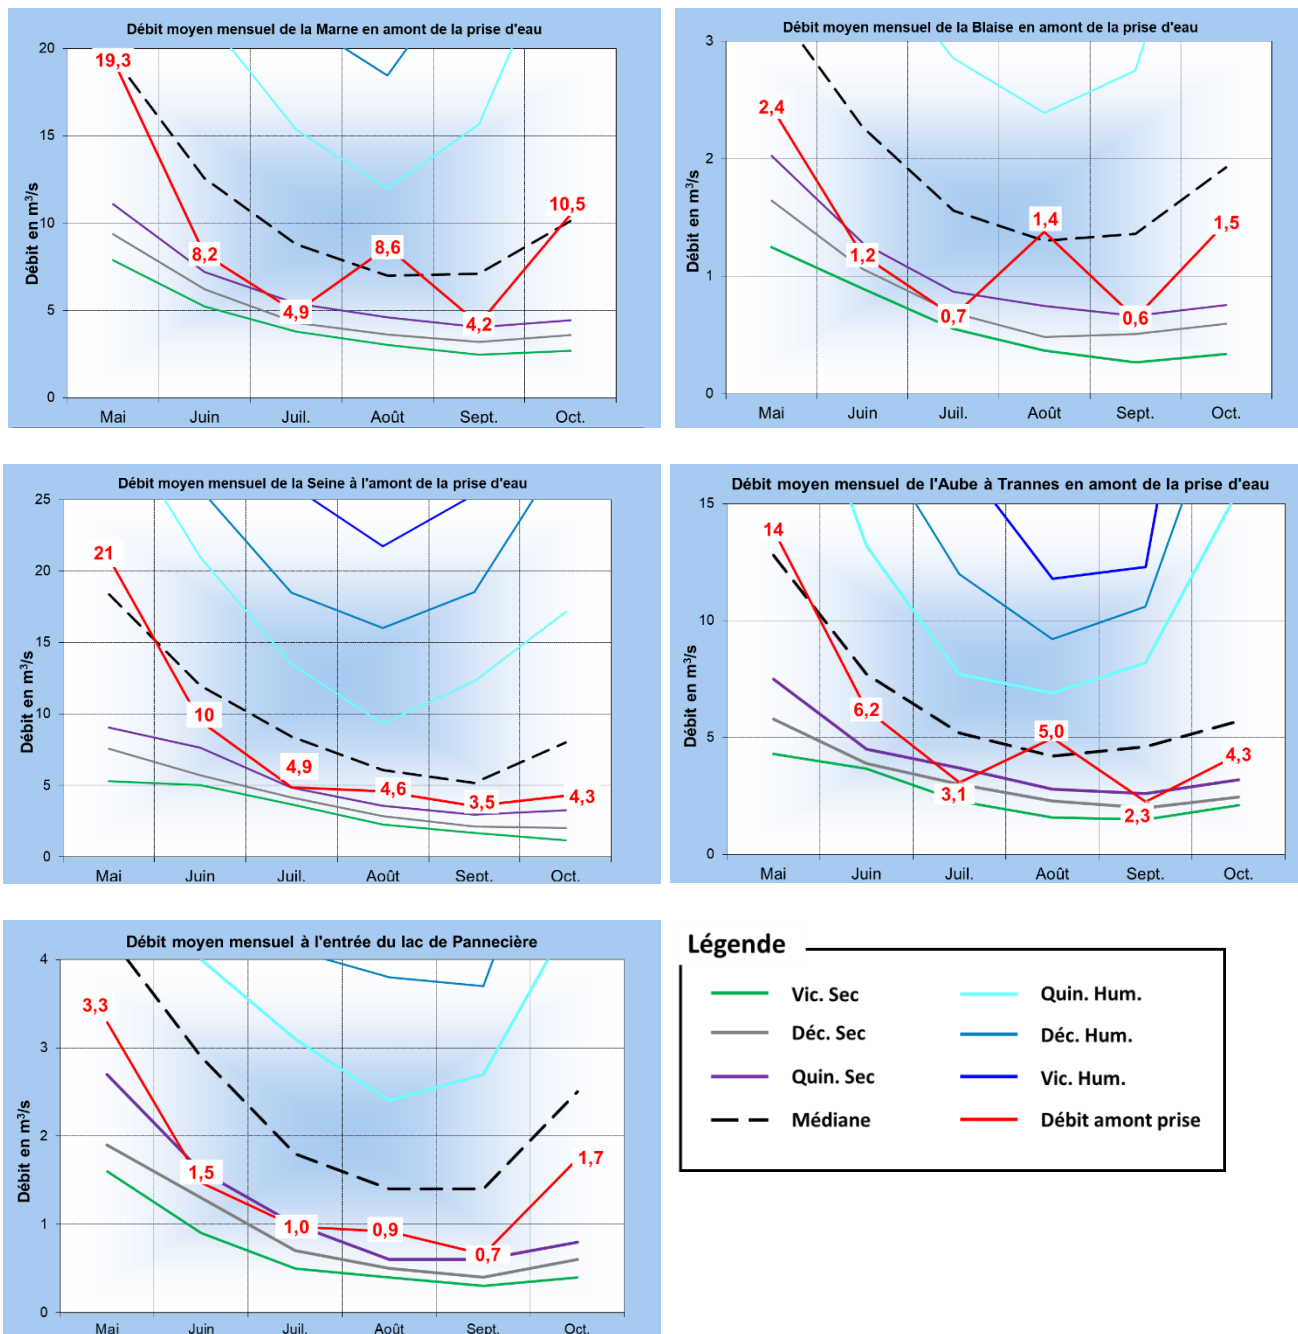 Débit moyen mensuel de la Marne en amont de la prise d'eau
Débit en m³/s
20
15
10
5
0
19,3
8,2
4,9
8,6
4,2
10,5
Mai Juin Juil. Août Sept. Oct.
Débit moyen mensuel de la Blaise en amont de la prise d'eau
Débit en m³/s
3
2
1
0
2,4
1,2
0,7
1,4
0,6
1,5
Mai Juin Juil. Août Sept. Oct.
Débit moyen mensuel de la Seine à l'amont de la prise d'eau
Débit en m³/s
25
20
15
10
5
0
21
10
4,9
4,6
3,5
4,3
Mai Juin Juil. Août Sept. Oct.
Débit moyen mensuel de l'Aube à Trannes en amont de la prise d'eau
Débit en m³/s
15
10
5
0
14
6,2
3,1
5,0
2,3
4,3
Mai Juin Juil. Août Sept. Oct.
Débit moyen mensuel à l'entrée du lac de Pannecière
Débit en m³/s
4
3
2
1
0
3,3
1,5
1,0
0,9
0,7
1,7
Mai Juin Juil. Août Sept. Oct.
Légende
Vic. Sec
Quin. Hum.
Déc. Sec
Déc. Hum.
Quin. Sec
Vic. Hum.
Médiane
Débit amont prise